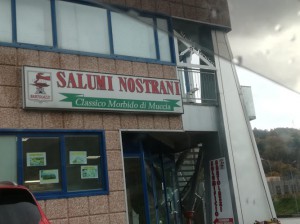 SALUMI NOSTRANI
Classico Morbido di Muccia